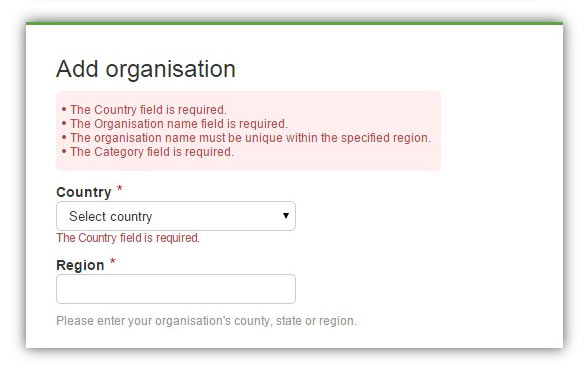 Add organisation
• The Country field is required.
• The Organisation name field is required.
• The organisation name must be unique within the specified region.
• The Category field is required.
Country *
Select country ▼
The Country field is required.
Region *
Please enter your organisation's county, state or region.